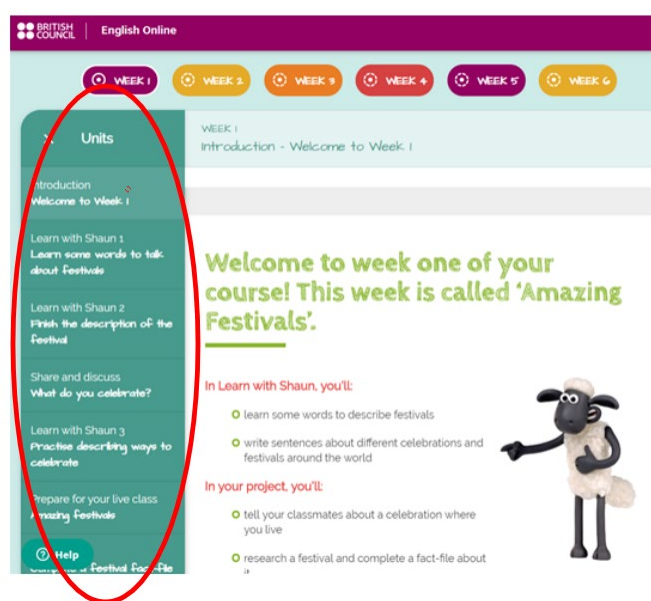 BRITISH
COUNCIL
English Online
WEEK 1
WEEK 2
WEEK 3
WEEK 4
WEEK 5
WEEK 6
Units
Introduction
Welcome to Week 1
Learn with Shaun 1
Learn some words to talk
about festivals
Learn with Shaun 2
Finish the description of the
festival
Share and discuss
What do you celebrate?
Learn with Shaun 3
Practise describing ways to
celebrate
Prepare for your live class
Amazing festivals
Help
Complete a festival fact-file
WEEK 1
Introduction - Welcome to Week 1
Welcome to week one of your
course! This week is called 'Amazing
Festivals'.
In Learn with Shaun, you'll:
learn some words to describe festivals
write sentences about different celebrations and
festivals around the world
In your project, you'll:
tell your classmates about a celebration where
you live
research a festival and complete a fact-file about
it